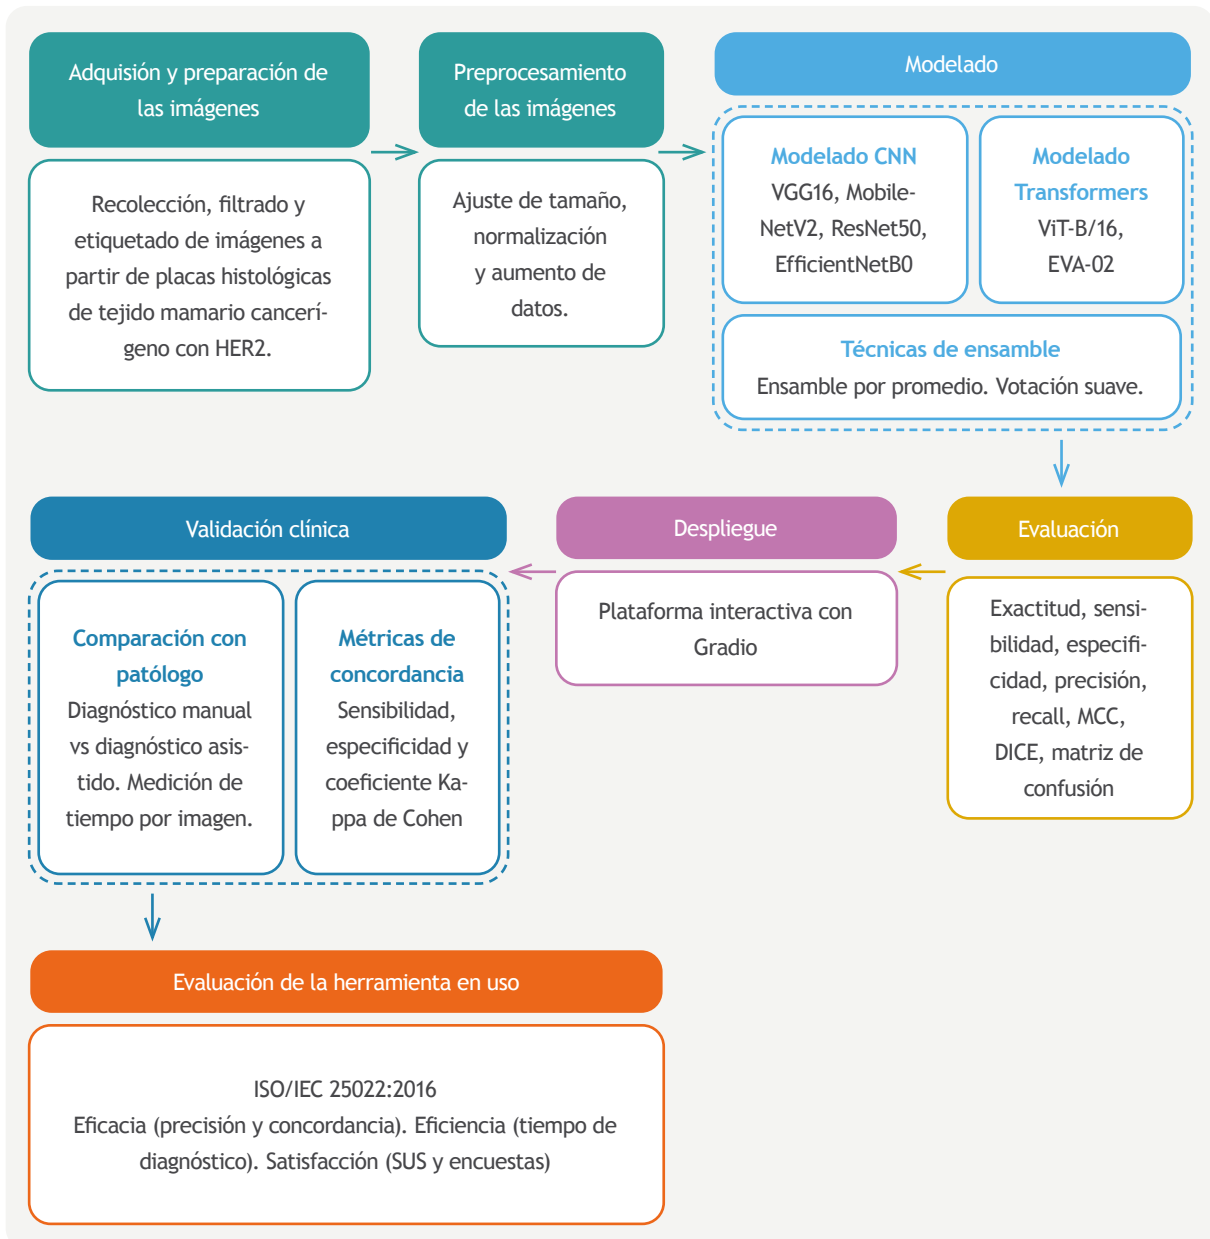 Adquisión y preparación de
las imágenes
Recolección, filtrado y
etiquetado de imágenes a
partir de placas histológicas
de tejido mamario cancerí-
geno con HER2.
Preprocesamiento
de las imágenes
Ajuste de tamaño,
normalización
y aumento de
datos.
Modelado
Modelado CNN
VGG16, Mobile-
NetV2, ResNet50,
EfficientNetB0
Modelado
Transformers
ViT-B/16,
EVA-02
Técnicas de ensamble
Ensamble por promedio. Votación suave.
Evaluación
Exactitud, sensi-
bilidad, especifi-
cidad, precisión,
recall, MCC,
DICE, matriz de
confusión
Despliegue
Plataforma interactiva con
Gradio
Validación clínica
Comparación con
patólogo
Diagnóstico manual
vs diagnóstico asis-
tido. Medición de
tiempo por imagen.
Métricas de
concordancia
Sensibilidad,
especificidad y
coeficiente Ka-
ppa de Cohen
Evaluación de la herramienta en uso
ISO/IEC 25022:2016
Eficacia (precisión y concordancia). Eficiencia (tiempo de
diagnóstico). Satisfacción (SUS y encuestas)